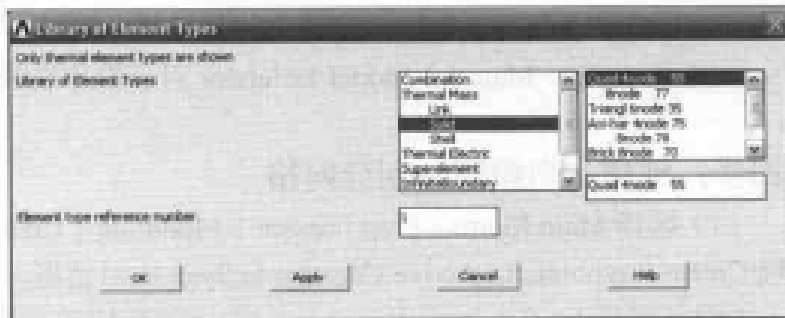 Library of Element Types
Only thermal element types are shown
Library of Element Types
Combination
Thermal Mass
Link
Solid
Shell
Thermal Electric
Superelement
InfiniteBoundary
Quad 4node 55
8node 77
Triangl 6node 35
Axi-har 4node 75
8node 78
Brick 8node 70
Quad 4node 55
Element type reference number
1
OK
Apply
Cancel
Help